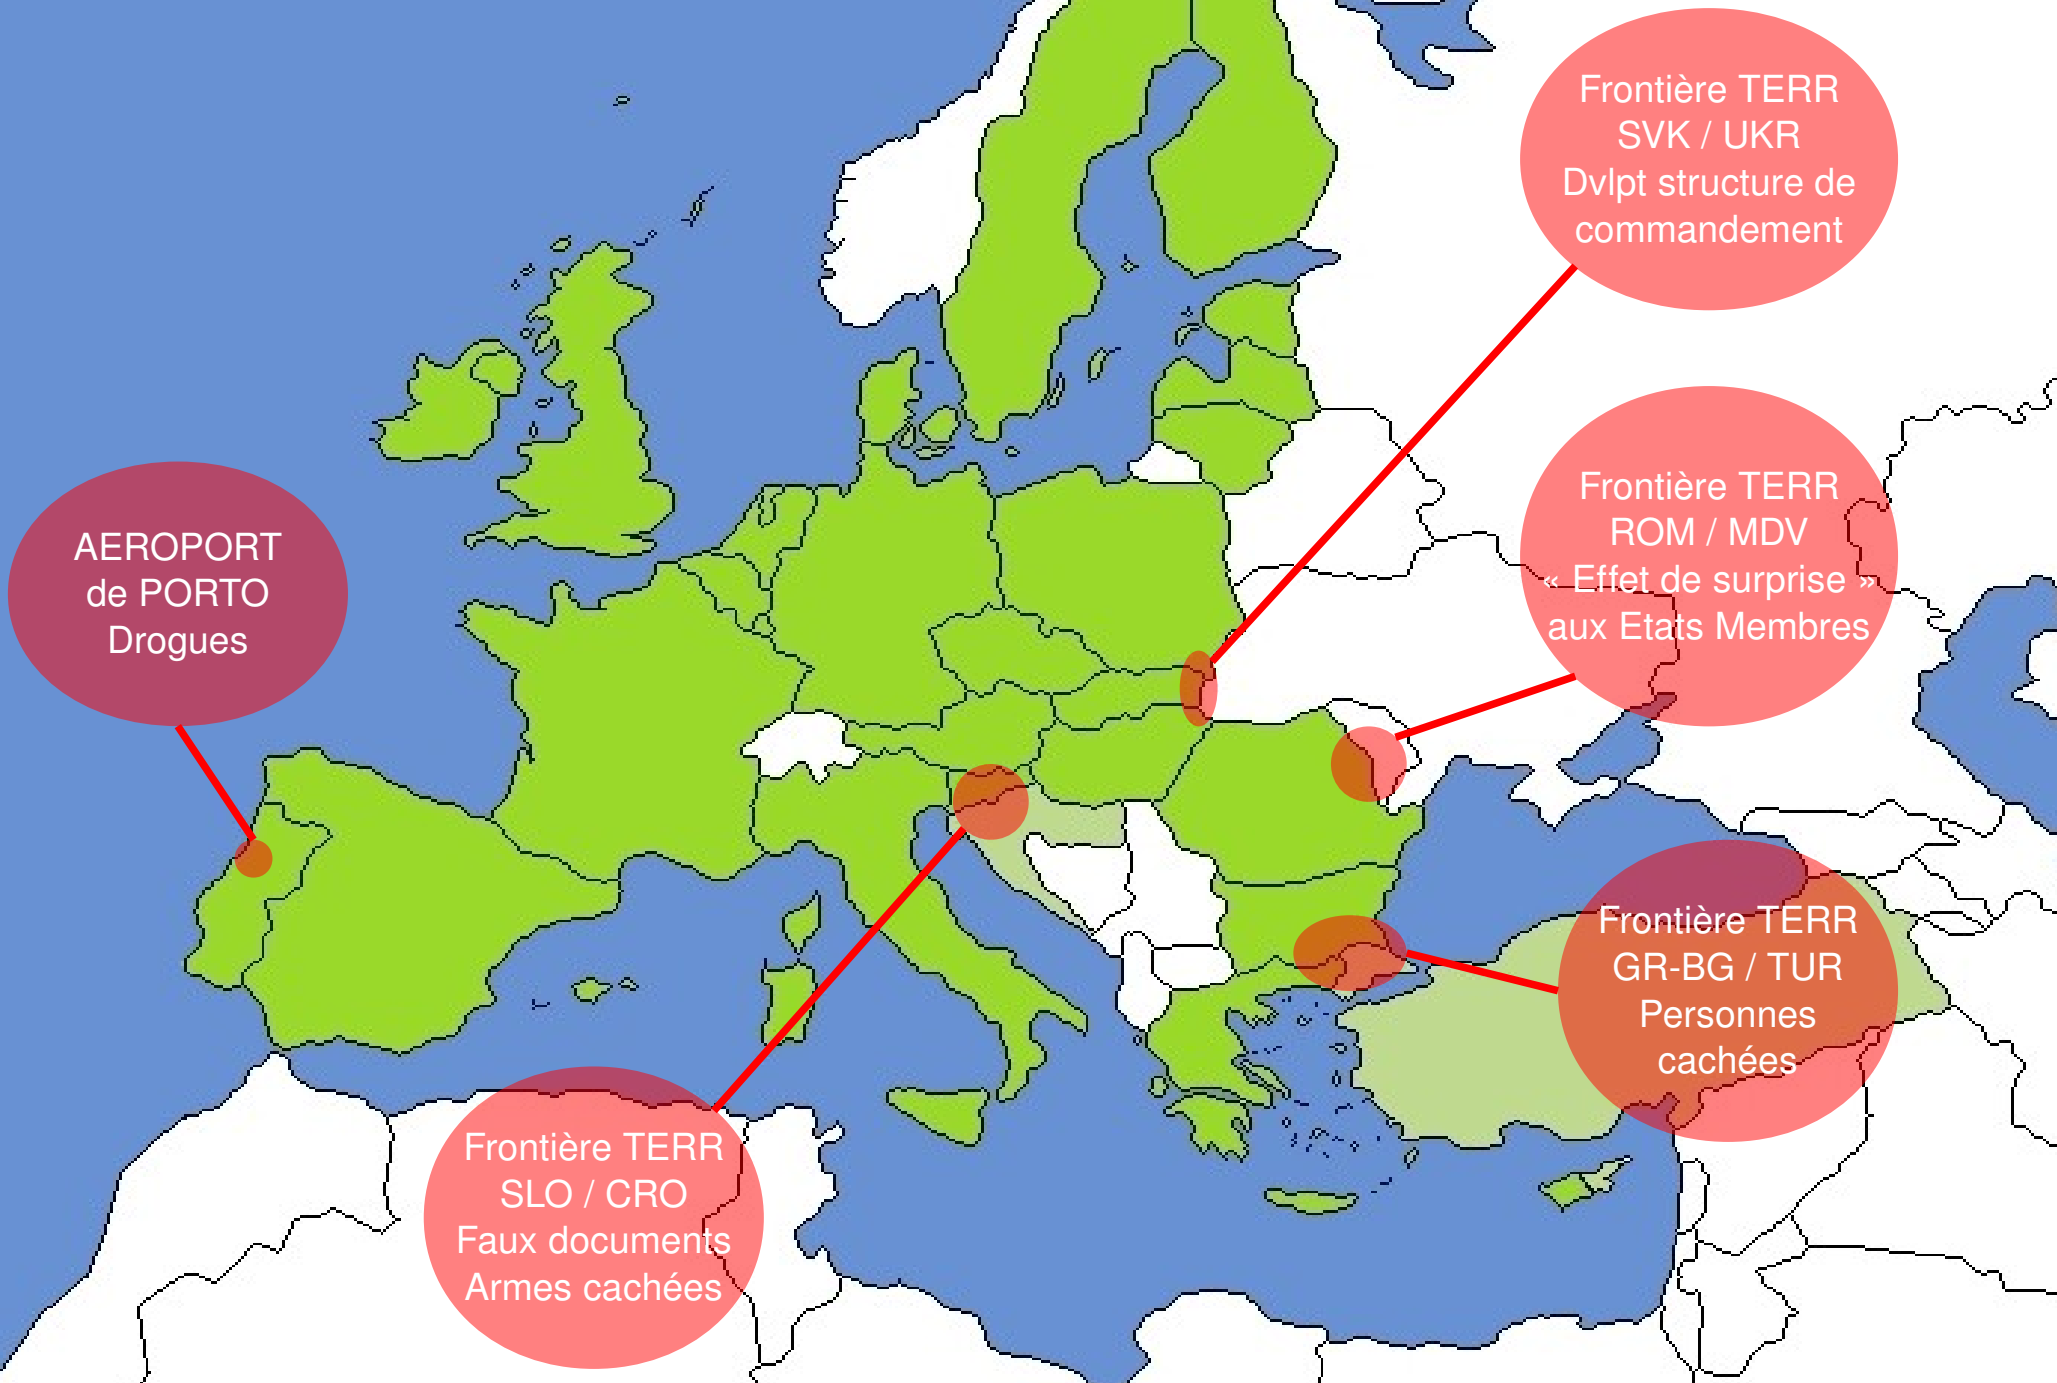 Frontière TERR
SVK / UKR
Dvlpt structure de
commandement
Frontière TERR
ROM / MDV
« Effet de surprise »
aux Etats Membres
AEROPORT
de PORTO
Drogues
Frontière TERR
GR-BG / TUR
Personnes
cachées
Frontière TERR
SLO / CRO
Faux documents
Armes cachées